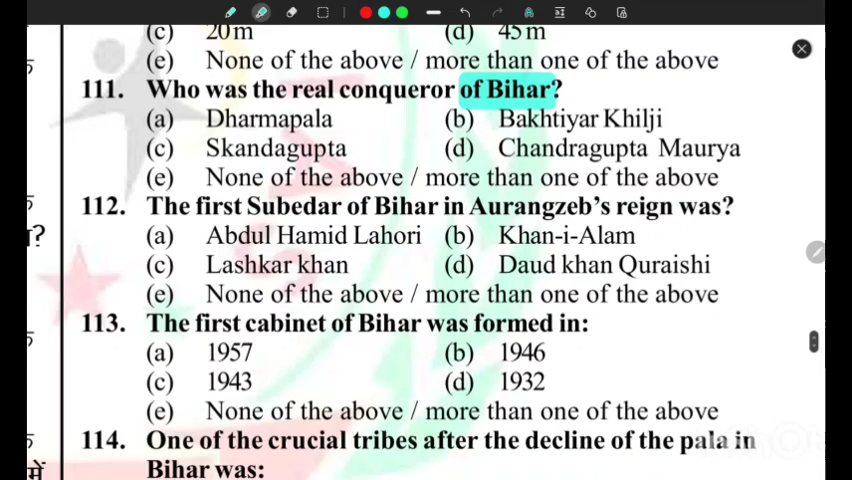 (c) 20 m (d) 45 m
(e) None of the above / more than one of the above
111. Who was the real conqueror of Bihar?
(a) Dharmapala (b) Bakhtiyar Khilji
(c) Skandagupta (d) Chandragupta Maurya
(e) None of the above / more than one of the above
112. The first Subedar of Bihar in Aurangzeb's reign was?
(a) Abdul Hamid Lahori (b) Khan-i-Alam
(c) Lashkar khan (d) Daud khan Quraishi
(e) None of the above / more than one of the above
113. The first cabinet of Bihar was formed in:
(a) 1957 (b) 1946
(c) 1943 (d) 1932
(e) None of the above / more than one of the above
114. One of the crucial tribes after the decline of the pala in
में Bihar was: